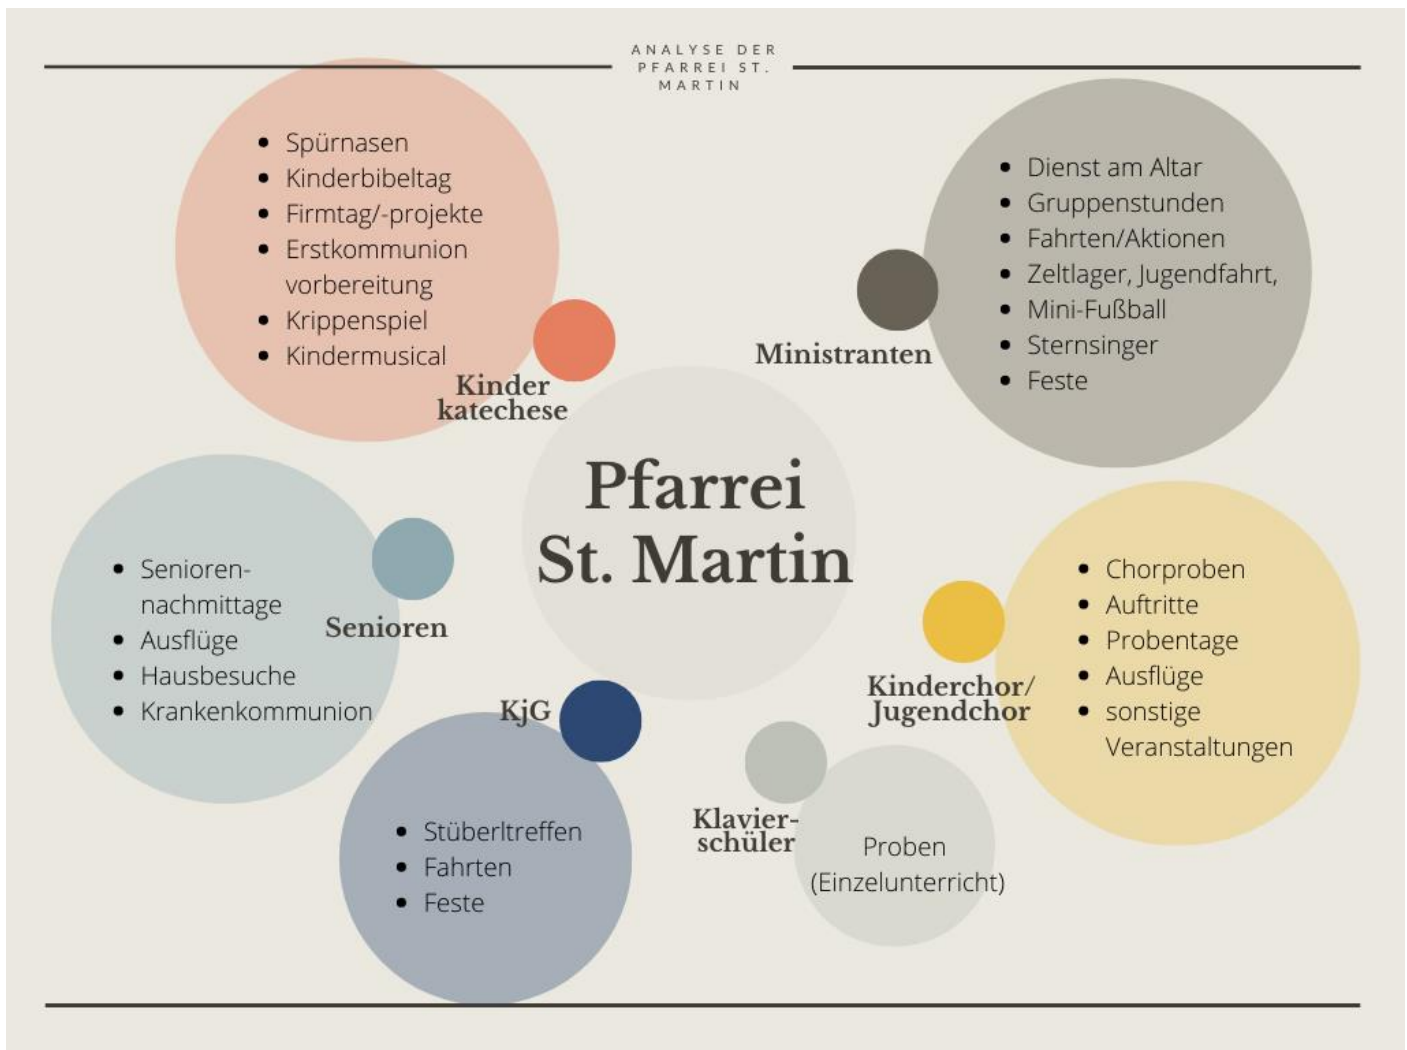 ANALYSE DER
PFARREI ST.
MARTIN
• Spürnasen
• Kinderbibeltag
• Firmtag/-projekte
• Erstkommunion
vorbereitung
• Krippenspiel
• Kindermusical
Kinder
katechese
• Dienst am Altar
• Gruppenstunden
• Fahrten/Aktionen
• Zeltlager, Jugendfahrt,
• Mini-Fußball
• Sternsinger
• Feste
Ministranten
Pfarrei
St. Martin
• Senioren-
nachmittage
• Ausflüge
• Hausbesuche
• Krankenkommunion
Senioren
• Chorproben
• Auftritte
• Probentage
• Ausflüge
• sonstige
Veranstaltungen
Kinderchor/
Jugendchor
KjG
• Stüberltreffen
• Fahrten
• Feste
Klavier-
schüler
Proben
(Einzelunterricht)